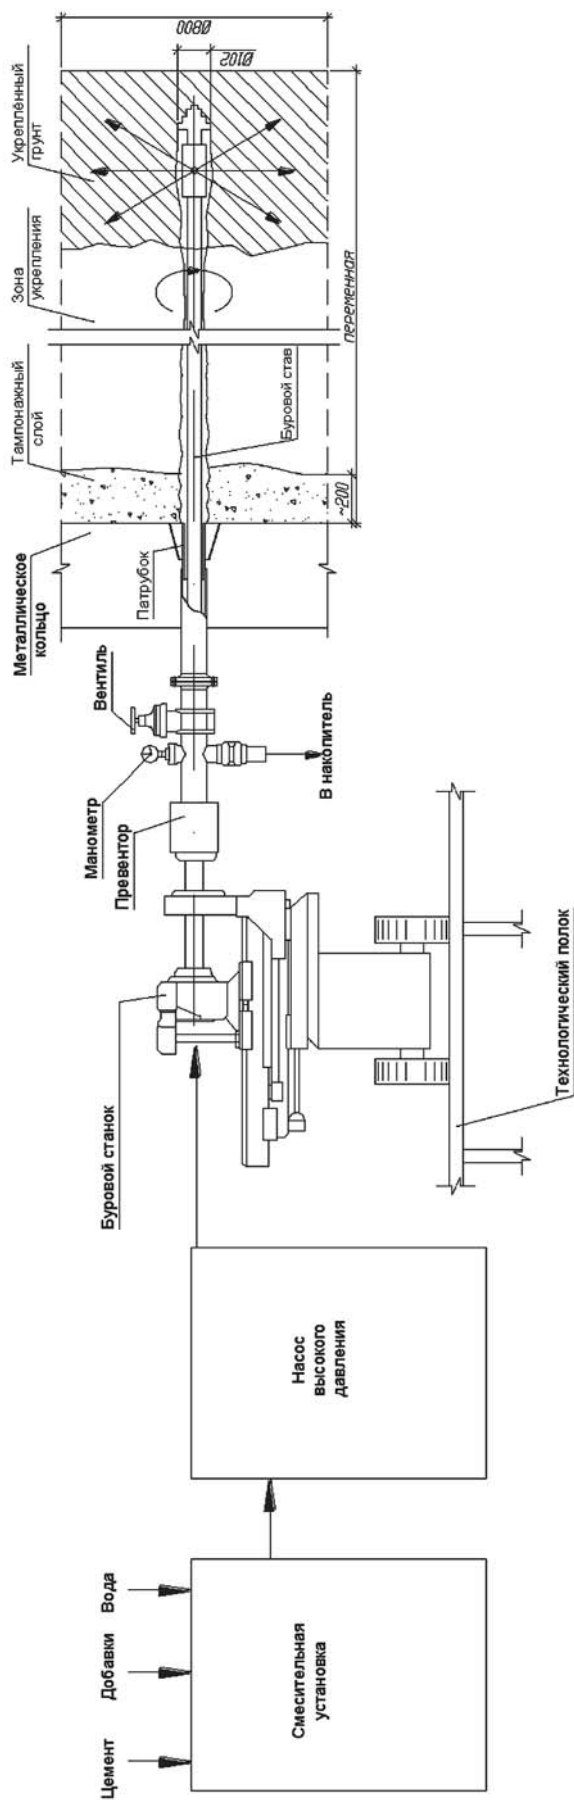 Цемент
Добавки
Вода
Смесительная
установка
Насос
высокого
давления
Буровой станок
Технологический полок
Превентор
Манометр
Вентиль
В накопитель
Металлическое
кольцо
Патрубок
Тампонажный
слой
Буровой став
Зона
укрепления
Укреплённый
грунт
~200
переменная
Ø102
Ø800